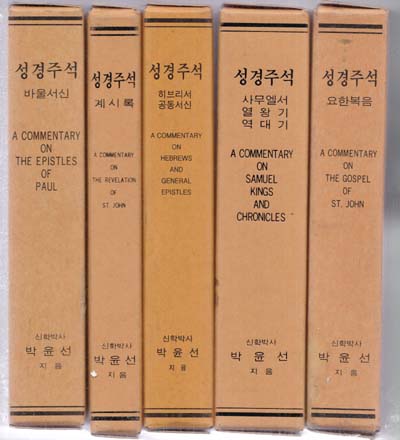 성경주석
바울서신
A COMMENTARY
ON
THE EPISTLES
OF
PAUL
신학박사
박윤선
지음
성경주석
계시록
A COMMENTARY
ON
THE REVELATION
OF
ST. JOHN
신학박사
박윤선
지음
성경주석
히브리서
공동서신
A COMMENTARY
ON
HEBREWS
AND
GENERAL
EPISTLES
신학박사
박윤선
지음
성경주석
사무엘서
열왕기
역대기
A COMMENTARY
ON
SAMUEL
KINGS
AND
CHRONICLES
신학박사
박윤선
지음
성경주석
요한복음
A COMMENTARY
ON
THE GOSPEL
OF
ST. JOHN
신학박사
박윤선
지음